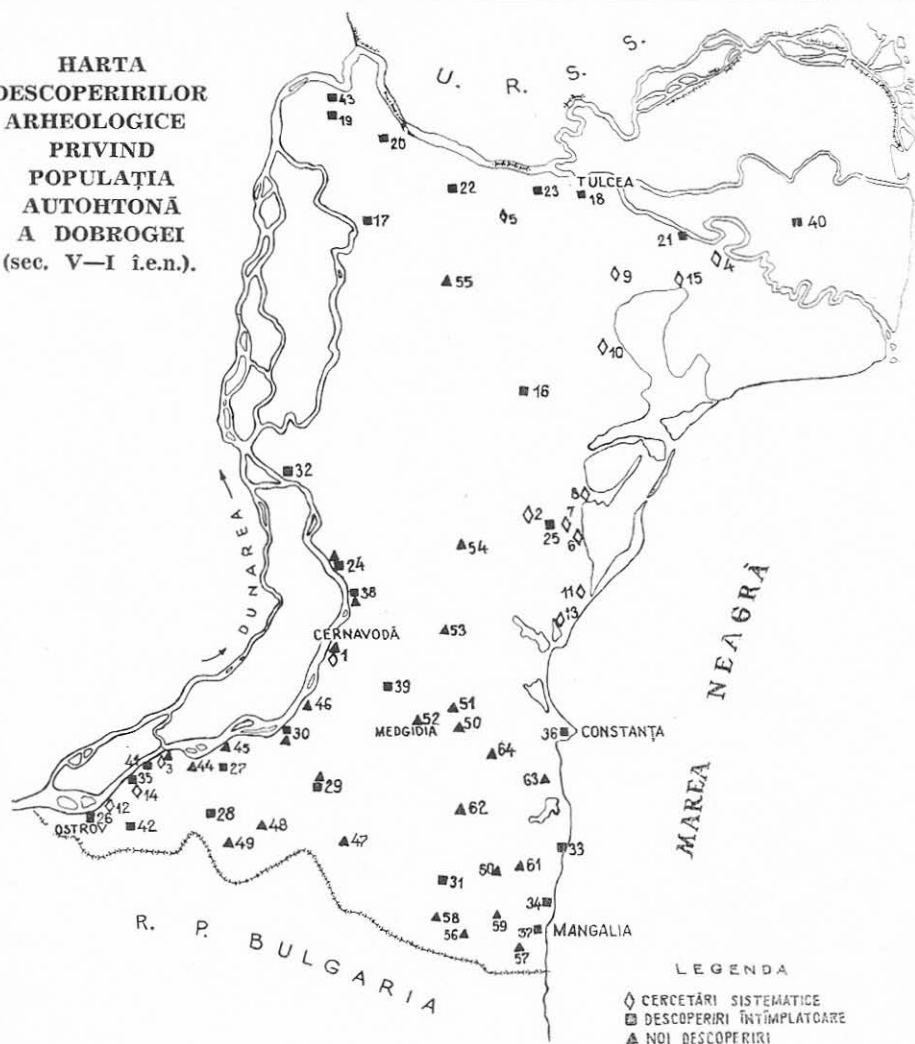 HARTA
DESCOPERIRILOR
ARHEOLOGICE
PRIVIND
POPULAȚIA
AUTOHTONĂ
A DOBROGEI
(sec. V—I î.e.n.).
U. R. S. S.
43
19
20
TULCEA
22
23
18
5
17
40
21
4
9
15
55
10
16
32
8
2
7
25
6
54
24
11
38
13
DUNAREA
CERNAVODĂ
53
1
MAREA NEAGRĂ
39
46
51
52
50
MEDGIDIA
30
36
CONSTANȚA
45
64
41
3
44
27
35
29
63
14
12
62
26
28
OSTROV
42
48
49
47
33
61
60
31
34
58
59
56
37
MANGALIA
57
R. P. BULGARIA
LEGENDA
CERCETĂRI SISTEMATICE
DESCOPERIRI ÎNTÎMPLATOARE
NOI DESCOPERIRI